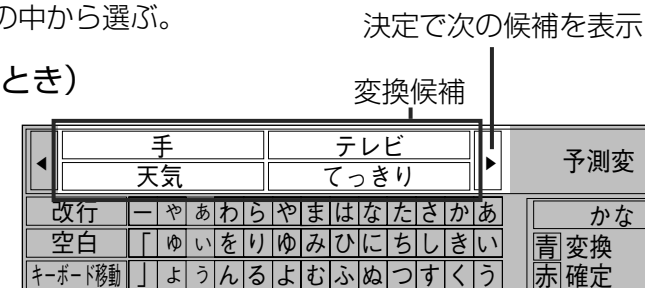 の中から選ぶ。
決定で次の候補を表示
とき）
変換候補
◀ 手 テレビ ▶ 予測変
天気 てっきり
改行 ー ゃ ぁ わ ら や ま は な た さ か あ かな
空白 「 ゅ ぃ を り ゆ み ひ に ち し き い 青 変換
キーボード移動 」 ょ ぅ ん る よ む ふ ぬ つ す く う 赤 確定